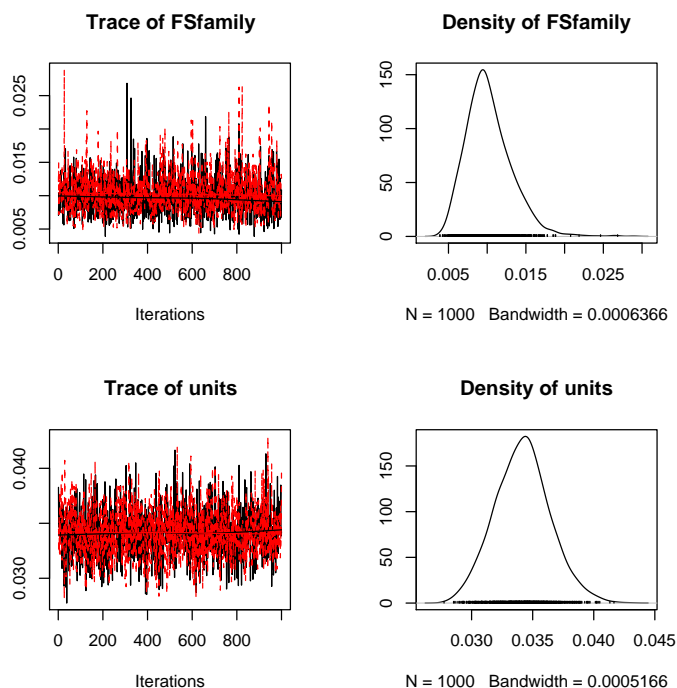 Trace of FSfamily
0.005 0.015 0.025
0 200 400 600 800
Iterations
Density of FSfamily
0 50 100 150
0.005 0.015 0.025
N = 1000 Bandwidth = 0.0006366
Trace of units
0.030 0.040
0 200 400 600 800
Iterations
Density of units
0 50 100 150
0.030 0.035 0.040 0.045
N = 1000 Bandwidth = 0.0005166